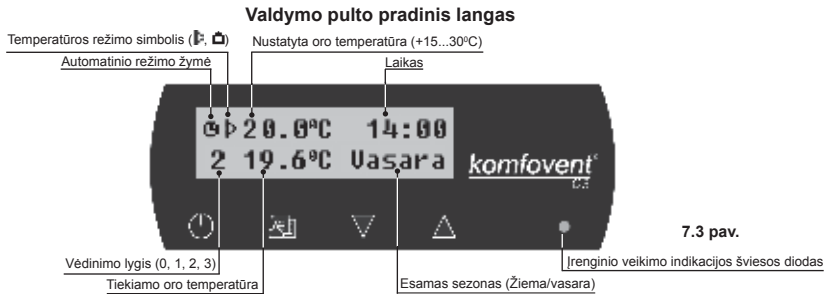 Valdymo pulto pradinis langas
Temperatūros režimo simbolis (, )
Nustatyta oro temperatūra (+15...30⁰C)
Automatinio režimo žymė
Laikas
20.0ºC 14:00
2 19.6ºC Vasara
komfovent
C3
7.3 pav.
Vėdinimo lygis (0, 1, 2, 3)
Įrenginio veikimo indikacijos šviesos diodas
Tiekiamo oro temperatūra
Esamas sezonas (Žiema/vasara)